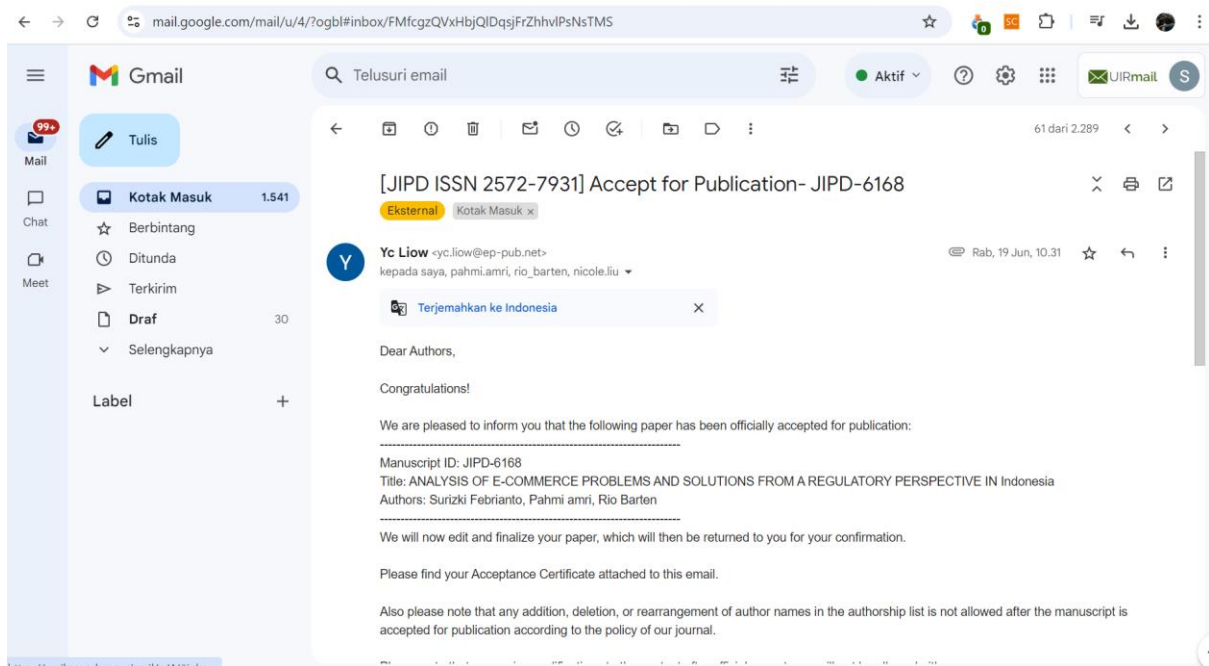 mail.google.com/mail/u/4/?ogbl#inbox/FMfcgzQVxHbjQlDqsjFrZhhvlPsNsTMS
0
SC
Gmail
Telusuri email
Aktif
UIRmail
S
99+
Mail
Chat
Meet
Tulis
Kotak Masuk 1.541
Berbintang
Ditunda
Terkirim
Draf 30
Selengkapnya
Label +
61 dari 2.289
[JIPD ISSN 2572-7931] Accept for Publication- JIPD-6168
Eksternal Kotak Masuk x
Y
Yc Liow <yc.liow@ep-pub.net> Rab, 19 Jun, 10.31
kepada saya, pahmi.amri, rio_barten, nicole.liu
Terjemahkan ke Indonesia
Dear Authors,
Congratulations!
We are pleased to inform you that the following paper has been officially accepted for publication:
------------------------------------------------------------------------
Manuscript ID: JIPD-6168
Title: ANALYSIS OF E-COMMERCE PROBLEMS AND SOLUTIONS FROM A REGULATORY PERSPECTIVE IN Indonesia
Authors: Surizki Febrianto, Pahmi amri, Rio Barten
------------------------------------------------------------------------
We will now edit and finalize your paper, which will then be returned to you for your confirmation.
Please find your Acceptance Certificate attached to this email.
Also please note that any addition, deletion, or rearrangement of author names in the authorship list is not allowed after the manuscript is
accepted for publication according to the policy of our journal.